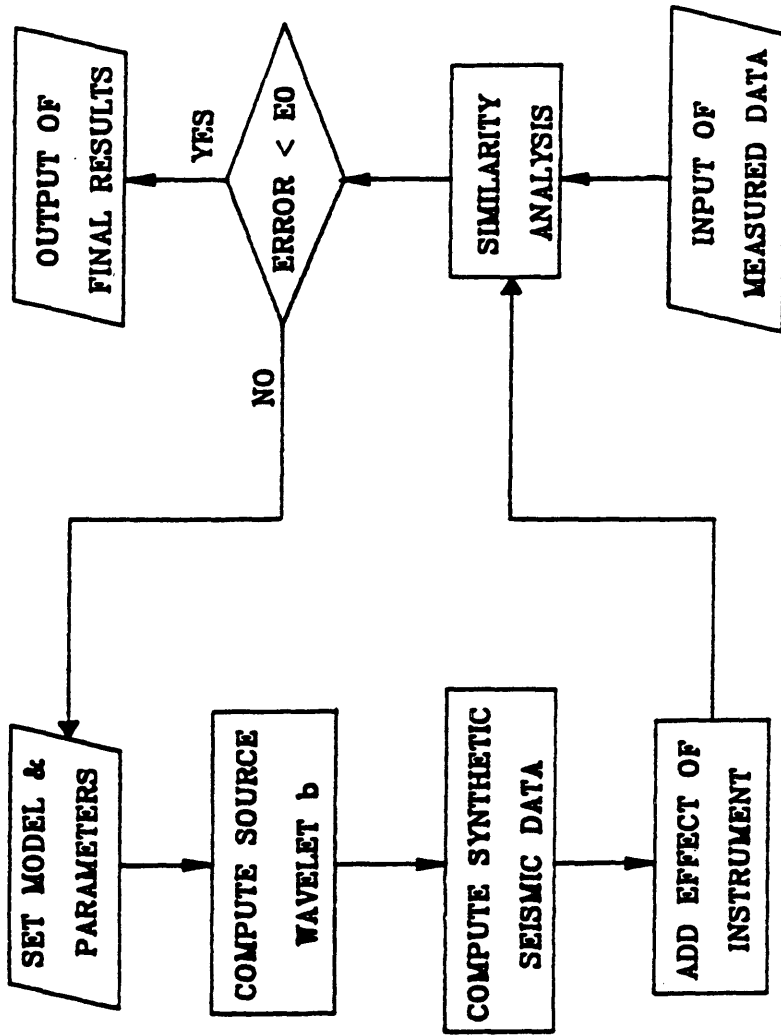 SET MODEL &
PARAMETERS
COMPUTE SOURCE
WAVELET b
COMPUTE SYNTHETIC
SEISMIC DATA
ADD EFFECT OF
INSTRUMENT
OUTPUT OF
FINAL RESULTS
YES
ERROR < E0
NO
SIMILARITY
ANALYSIS
INPUT OF
MEASURED DATA